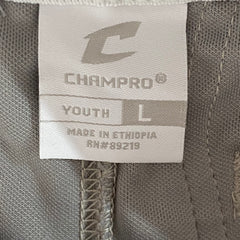 CHAMPRO®
YOUTH L
MADE IN ETHIOPIA
RN#89219